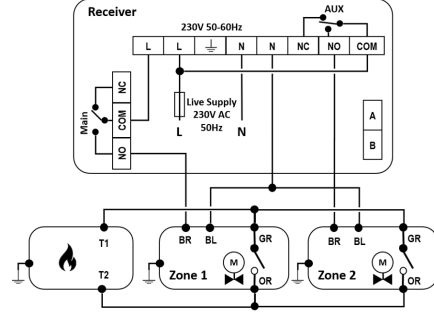 Receiver
AUX
230V 50-60Hz
L L N N NC NO COM
NC
COM
NO
Main
Live Supply
230V AC
50Hz
L N
A
B
T1
T2
BR BL GR
M
Zone 1
OR
BR BL GR
M
Zone 2
OR